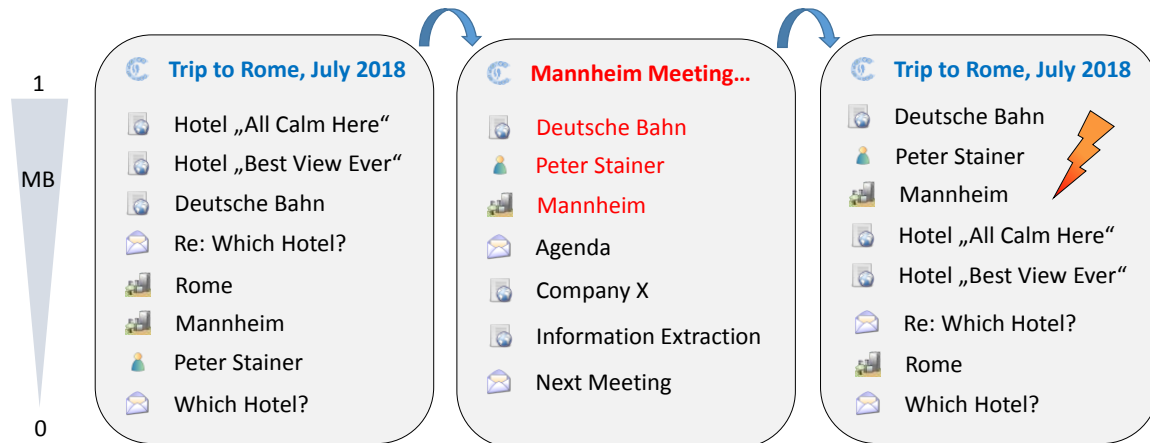 1
MB
0
Trip to Rome, July 2018
Hotel „All Calm Here“
Hotel „Best View Ever“
Deutsche Bahn
Re: Which Hotel?
Rome
Mannheim
Peter Stainer
Which Hotel?
Mannheim Meeting…
Deutsche Bahn
Peter Stainer
Mannheim
Agenda
Company X
Information Extraction
Next Meeting
Trip to Rome, July 2018
Deutsche Bahn
Peter Stainer
Mannheim
Hotel „All Calm Here“
Hotel „Best View Ever“
Re: Which Hotel?
Rome
Which Hotel?